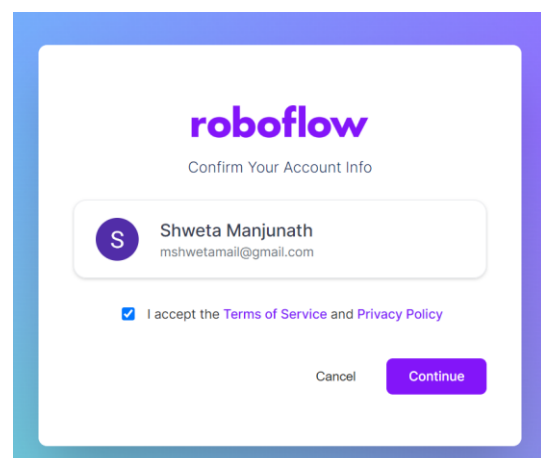 roboflow
Confirm Your Account Info
S
Shweta Manjunath
mshwetamail@gmail.com
I accept the Terms of Service and Privacy Policy
Cancel Continue